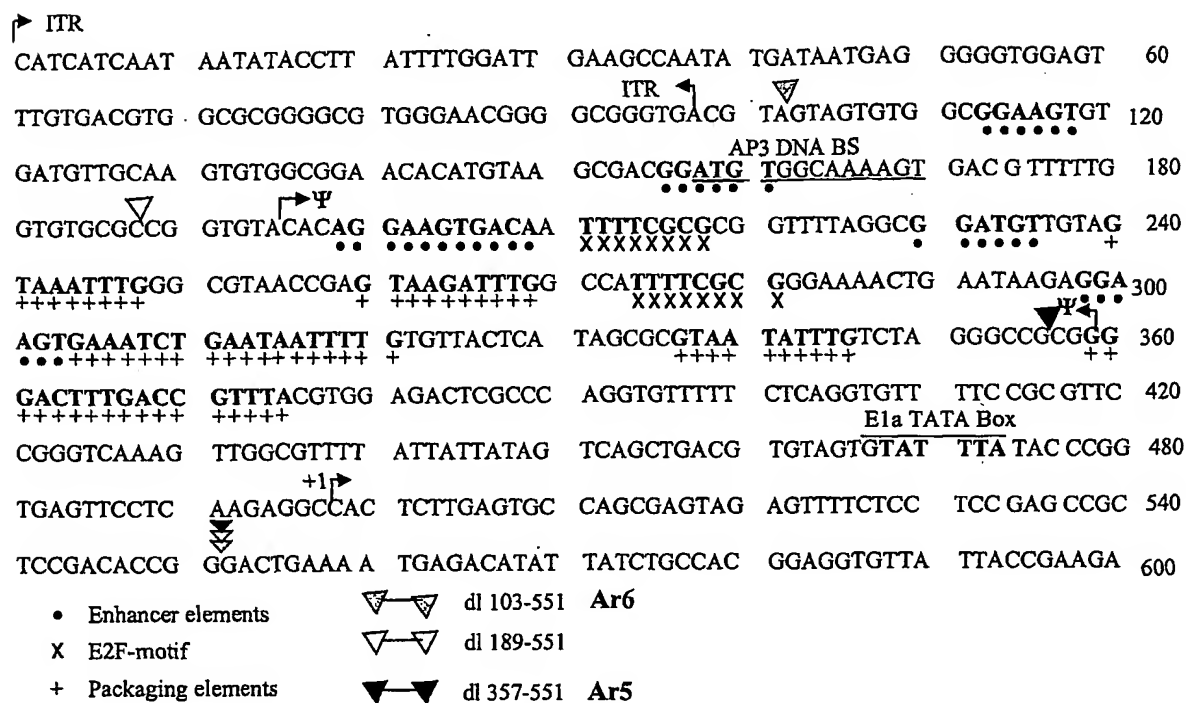 ITR
CATCATCAAT AATATACCTT ATTTTGGATT GAAGCCAATA TGATAATGAG GGGGTGGAGT 60
ITR
TTGTGACGTG GCGCGGGGCG TGGGAACGGG GCGGGTGACG TAGTAGTGTG GCGGAAGTGT 120
AP3 DNA BS
GATGTTGCAA GTGTGGCGGA ACACATGTAA GCGACGGATG TGGCAAAAGT GAC G TTTTTG 180
Ψ
GTGTGCGCCG GTGTACACAG GAAGTGACAA TTTTCGCGCG GTTTTAGGCG GATGTTGTAG 240
XXXXXXXX +
TAAATTTGGG CGTAACCGAG TAAGATTTGG CCATTTTCGC GGGAAAACTG AATAAGAGGA 300
++++++++ + +++++++++ XXXXXXX X
Ψ
AGTGAAATCT GAATAATTTT GTGTTACTCA TAGCGCGTAA TATTTGTCTA GGGCCGCGGG 360
+++++++ ++++++++++ + ++++ ++++++ ++
GACTTTGACC GTTTACGTGG AGACTCGCCC AGGTGTTTTT CTCAGGTGTT TTC CGC GTTC 420
++++++++++ +++++
E1a TATA Box
CGGGTCAAAG TTGGCGTTTT ATTATTATAG TCAGCTGACG TGTAGTGTAT TTA TAC CCGG 480
+1
TGAGTTCCTC AAGAGGCCAC TCTTGAGTGC CAGCGAGTAG AGTTTTCTCC TCC GAG CCGC 540
TCCGACACCG GGACTGAAAA TGAGACATAT TATCTGCCAC GGAGGTGTTA TTACCGAAGA 600
• Enhancer elements dl 103-551 Ar6
X E2F-motif dl 189-551
+ Packaging elements dl 357-551 Ar5